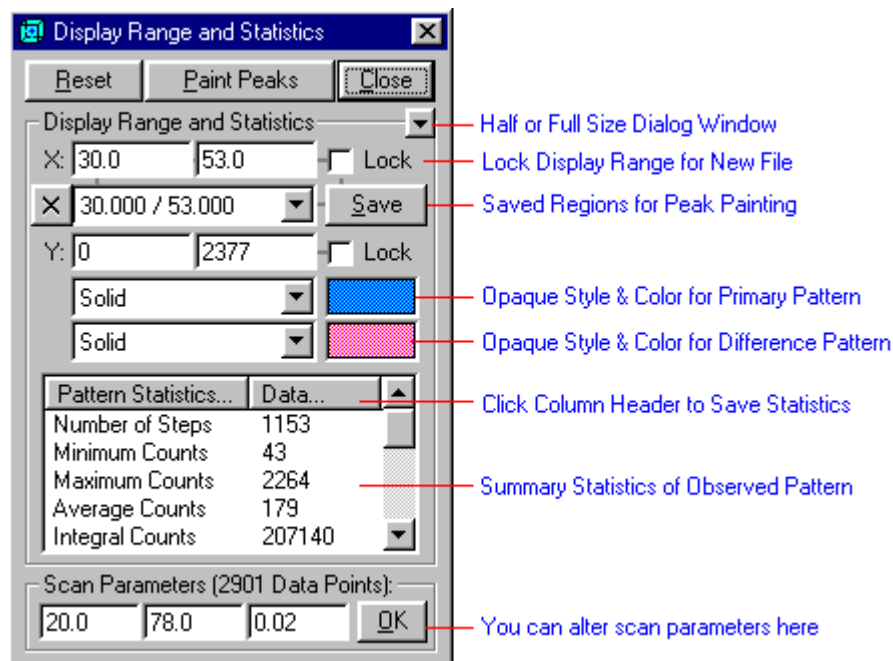 Display Range and Statistics
Reset Paint Peaks Close
Display Range and Statistics Half or Full Size Dialog Window
X: 30.0 53.0 Lock Lock Display Range for New File
X 30.000 / 53.000 Save Saved Regions for Peak Painting
Y: 0 2377 Lock
Solid Opaque Style & Color for Primary Pattern
Solid Opaque Style & Color for Difference Pattern
Pattern Statistics... Data... Click Column Header to Save Statistics
Number of Steps 1153
Minimum Counts 43
Maximum Counts 2264 Summary Statistics of Observed Pattern
Average Counts 179
Integral Counts 207140
Scan Parameters (2901 Data Points):
20.0 78.0 0.02 OK You can alter scan parameters here